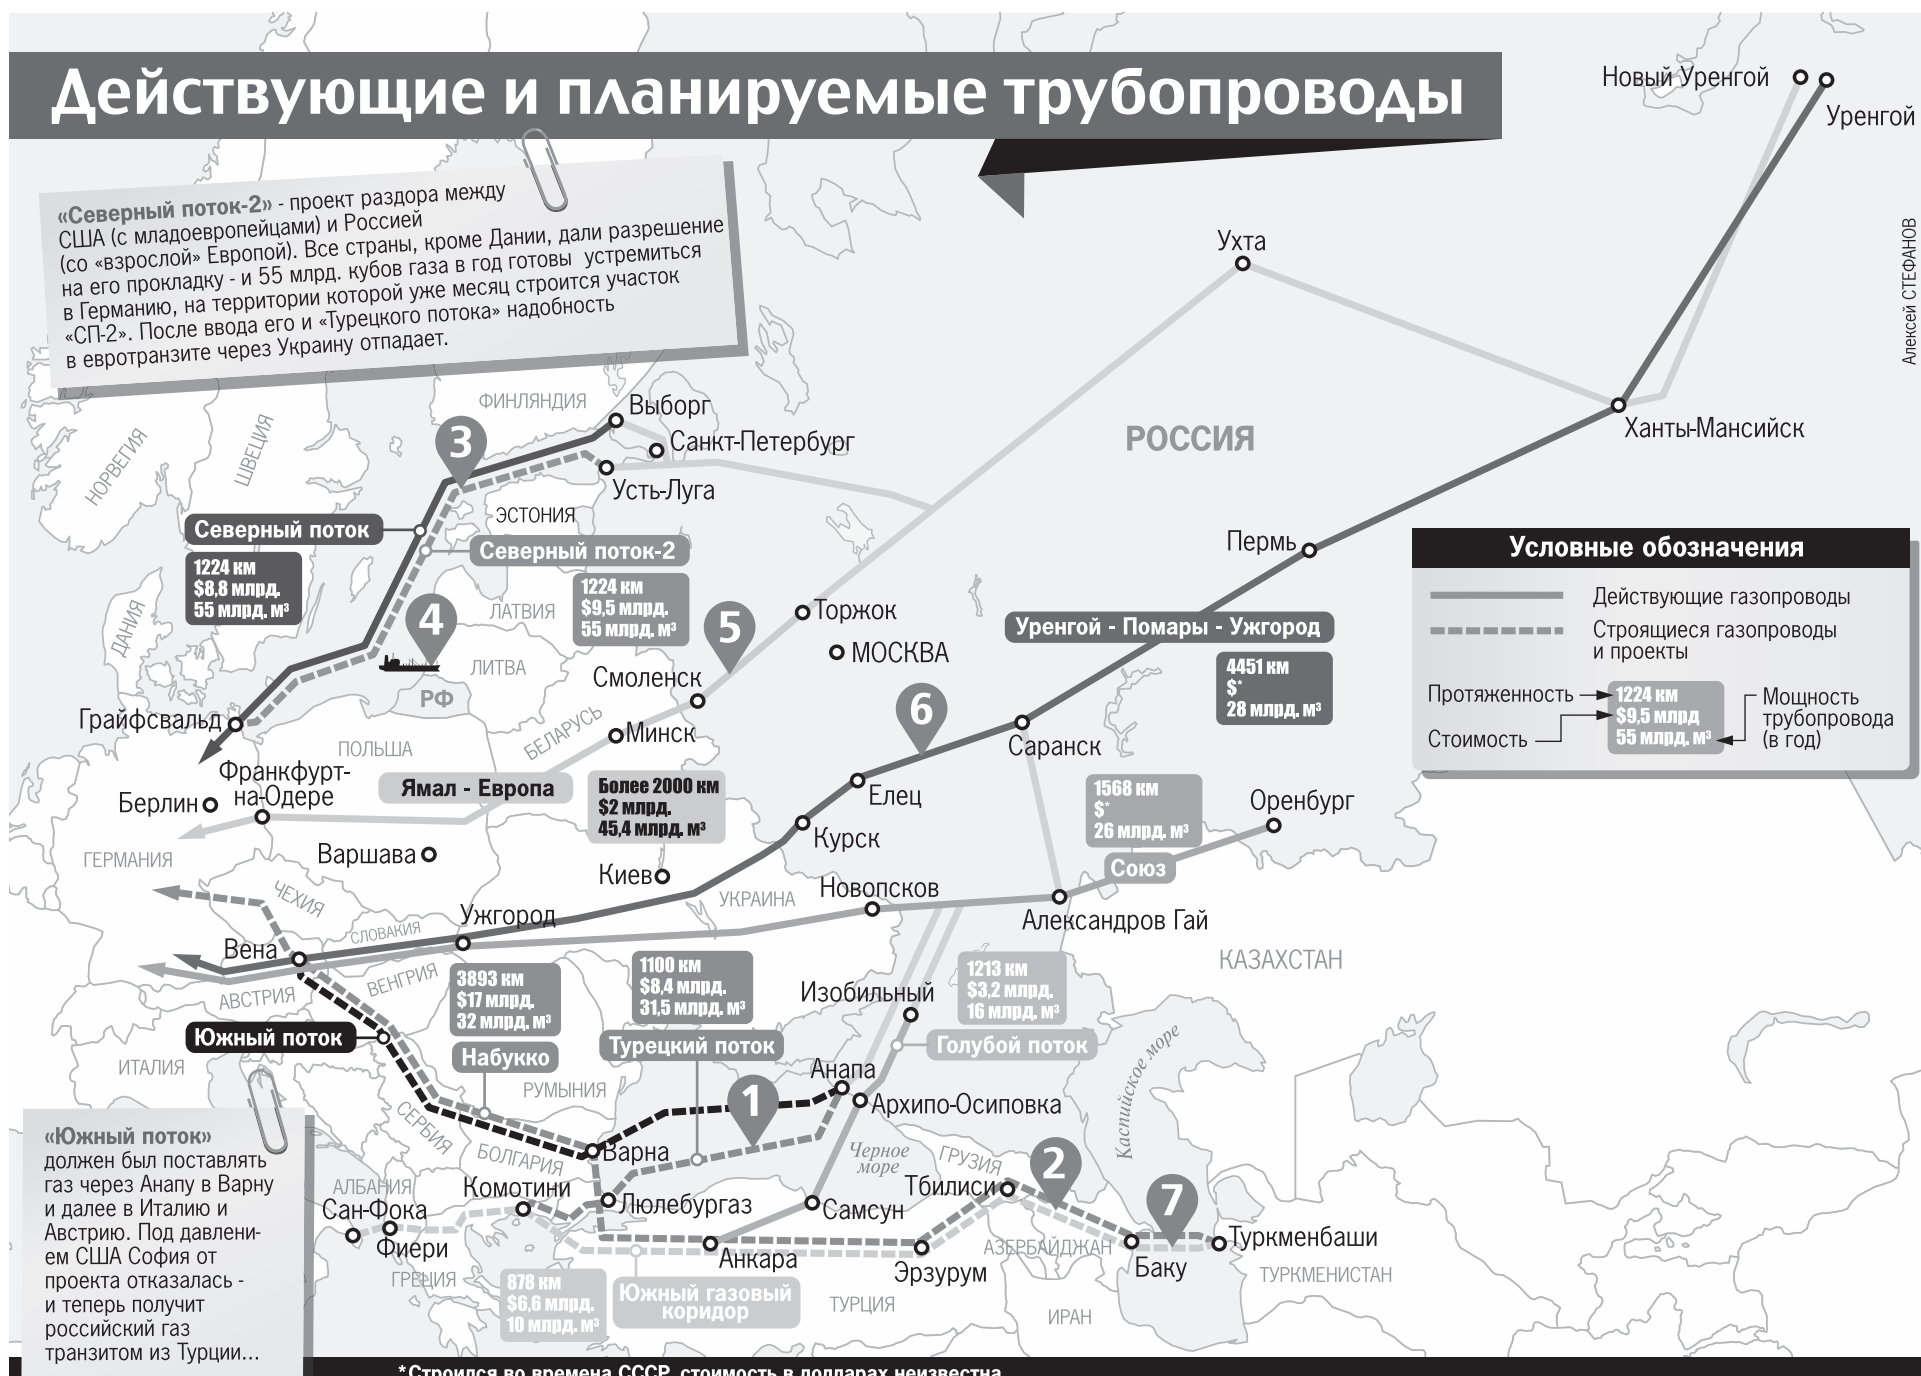 Действующие и планируемые трубопроводы
Новый Уренгой
Уренгой
«Северный поток-2» - проект раздора между
США (с младоевропейцами) и Россией
(со «взрослой» Европой). Все страны, кроме Дании, дали разрешение
на его прокладку - и 55 млрд. кубов газа в год готовы устремиться
в Германию, на территории которой уже месяц строится участок
«СП-2». После ввода его и «Турецкого потока» надобность
в евротранзите через Украину отпадает.
Алексей СТЕФАНОВ
Ухта
ФИНЛЯНДИЯ
Выборг
3
Санкт-Петербург
РОССИЯ
Ханты-Мансийск
НОРВЕГИЯ
ШВЕЦИЯ
Усть-Луга
ЭСТОНИЯ
Северный поток
1224 км
$8,8 млрд.
55 млрд. м³
Северный поток-2
1224 км
$9,5 млрд.
55 млрд. м³
Пермь
Условные обозначения
Действующие газопроводы
Строящиеся газопроводы
и проекты
Протяженность
Стоимость
1224 км
$9,5 млрд
55 млрд. м³
Мощность
трубопровода
(в год)
ДАНИЯ
4
ЛАТВИЯ
5
Торжок
МОСКВА
Уренгой - Помары - Ужгород
4451 км
$*
28 млрд. м³
ЛИТВА
РФ
Смоленск
6
Грайфсвальд
ПОЛЬША
БЕЛАРУСЬ
Минск
Саранск
Франкфурт-
на-Одере
Берлин
Ямал - Европа
Более 2000 км
$2 млрд.
45,4 млрд. м³
Елец
1568 км
$*
26 млрд. м³
Оренбург
Курск
ГЕРМАНИЯ
Варшава
Киев
Союз
ЧЕХИЯ
УКРАИНА
Новопсков
Ужгород
Александров Гай
СЛОВАКИЯ
Вена
КАЗАХСТАН
АВСТРИЯ
ВЕНГРИЯ
3893 км
$17 млрд.
32 млрд. м³
Набукко
1100 км
$8,4 млрд.
31,5 млрд. м³
Турецкий поток
Изобильный
1213 км
$3,2 млрд.
16 млрд. м³
Голубой поток
Южный поток
ИТАЛИЯ
РУМЫНИЯ
Анапа
Каспийское море
1
Архипо-Осиповка
СЕРБИЯ
«Южный поток»
должен был поставлять
газ через Анапу в Варну
и далее в Италию и
Австрию. Под давлени-
ем США София от
проекта отказалась -
и теперь получит
российский газ
транзитом из Турции...
БОЛГАРИЯ
Варна
Черное
море
ГРУЗИЯ
2
Тбилиси
7
АЛБАНИЯ
Комотини
Сан-Фока
Люлебургаз
Самсун
Фиери
Туркменбаши
Анкара
Эрзурум
АЗЕРБАЙДЖАН
Баку
ГРЕЦИЯ
878 км
$6,6 млрд.
10 млрд. м³
Южный газовый
коридор
ТУРЦИЯ
ИРАН
ТУРКМЕНИСТАН
*Строился во времена СССР, стоимость в долларах неизвестна